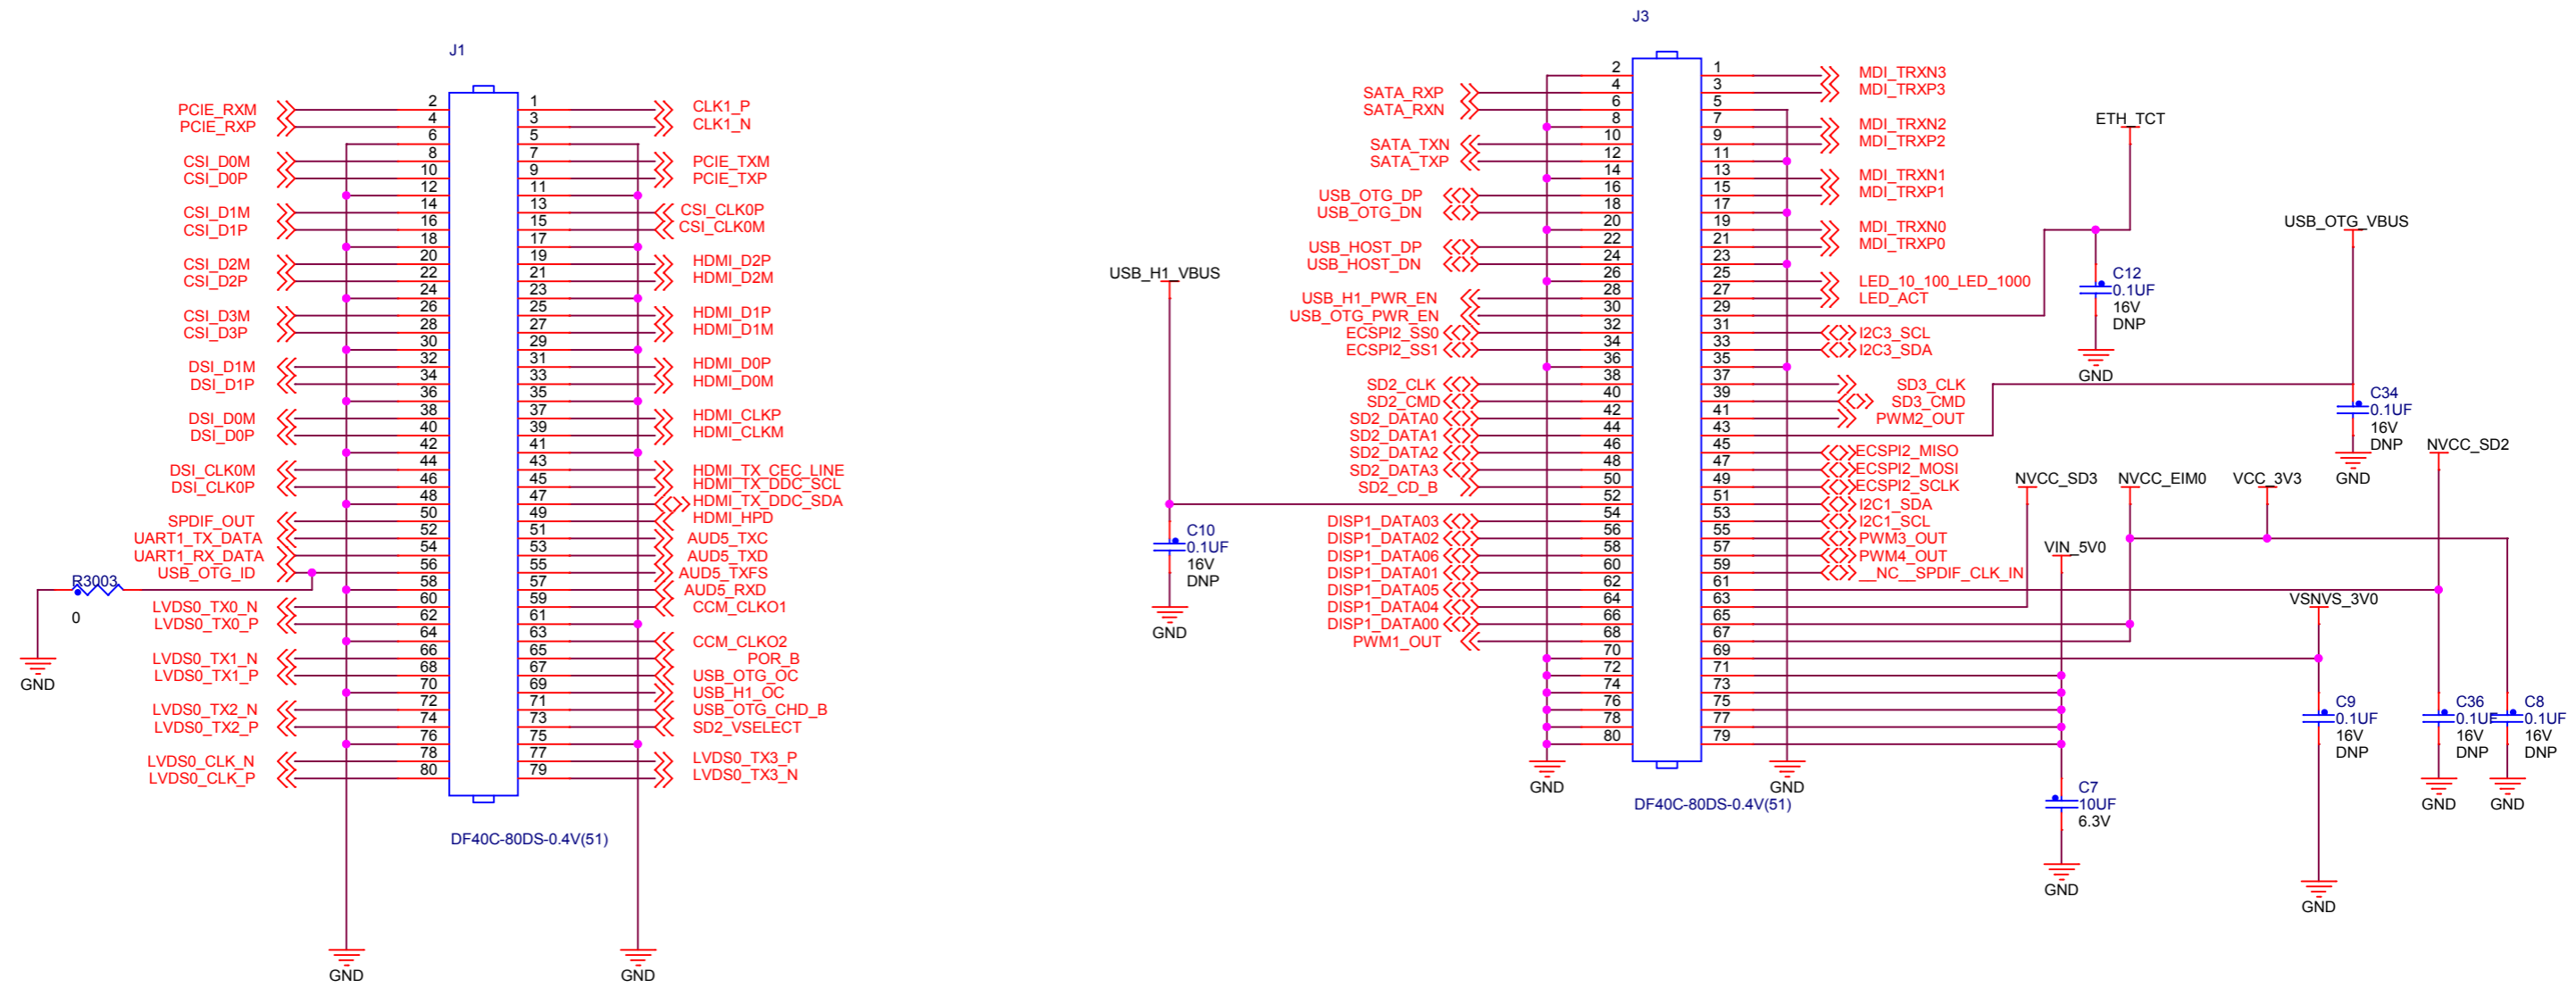 J1
PCIE_RXM 2 1 CLK1_P
PCIE_RXP 4 3 CLK1_N
6 5
CSI_D0M 8 7 PCIE_TXM
CSI_D0P 10 9 PCIE_TXP
12 11
CSI_D1M 14 13 CSI_CLK0P
CSI_D1P 16 15 CSI_CLK0M
18 17
CSI_D2M 20 19 HDMI_D2P
CSI_D2P 22 21 HDMI_D2M
24 23
CSI_D3M 26 25 HDMI_D1P
CSI_D3P 28 27 HDMI_D1M
30 29
DSI_D1M 32 31 HDMI_D0P
DSI_D1P 34 33 HDMI_D0M
36 35
DSI_D0M 38 37 HDMI_CLKP
DSI_D0P 40 39 HDMI_CLKM
42 41
DSI_CLK0M 44 43 HDMI_TX_CEC_LINE
DSI_CLK0P 46 45 HDMI_TX_DDC_SCL
48 47 HDMI_TX_DDC_SDA
SPDIF_OUT 50 49 HDMI_HPD
UART1_TX_DATA 52 51 AUD5_TXC
UART1_RX_DATA 54 53 AUD5_TXD
USB_OTG_ID 56 55 AUD5_TXFS
R3003 58 57 AUD5_RXD
LVDS0_TX0_N 60 59 CCM_CLKO1
0 LVDS0_TX0_P 62 61
64 63 CCM_CLKO2
LVDS0_TX1_N 66 65 POR_B
LVDS0_TX1_P 68 67 USB_OTG_OC
GND 70 69 USB_H1_OC
LVDS0_TX2_N 72 71 USB_OTG_CHD_B
LVDS0_TX2_P 74 73 SD2_VSELECT
76 75
LVDS0_CLK_N 78 77 LVDS0_TX3_P
LVDS0_CLK_P 80 79 LVDS0_TX3_N
DF40C-80DS-0.4V(51)
GND GND
J3
2 1 MDI_TRXN3
SATA_RXP 4 3 MDI_TRXP3
SATA_RXN 6 5
8 7 MDI_TRXN2
SATA_TXN 10 9 MDI_TRXP2
SATA_TXP 12 11
14 13 MDI_TRXN1
USB_OTG_DP 16 15 MDI_TRXP1
USB_OTG_DN 18 17
20 19 MDI_TRXN0
USB_HOST_DP 22 21 MDI_TRXP0
USB_HOST_DN 24 23
26 25 LED_10_100_LED_1000
USB_H1_PWR_EN 28 27 LED_ACT
USB_OTG_PWR_EN 30 29
ECSPI2_SS0 32 31 I2C3_SCL
ECSPI2_SS1 34 33 I2C3_SDA
36 35
SD2_CLK 38 37 SD3_CLK
SD2_CMD 40 39 SD3_CMD
SD2_DATA0 42 41 PWM2_OUT
SD2_DATA1 44 43
SD2_DATA2 46 45 ECSPI2_MISO
SD2_DATA3 48 47 ECSPI2_MOSI
SD2_CD_B 50 49 ECSPI2_SCLK
52 51 I2C1_SDA
DISP1_DATA03 54 53 I2C1_SCL
DISP1_DATA02 56 55 PWM3_OUT
DISP1_DATA06 58 57 PWM4_OUT
DISP1_DATA01 60 59 __NC__SPDIF_CLK_IN
DISP1_DATA05 62 61
DISP1_DATA04 64 63
DISP1_DATA00 66 65
PWM1_OUT 68 67
70 69
72 71
74 73
76 75
78 77
80 79
GND GND
DF40C-80DS-0.4V(51)
USB_H1_VBUS
C10
0.1UF
16V
DNP
GND
ETH_TCT
C12
0.1UF
16V
DNP
GND
USB_OTG_VBUS
C34
0.1UF
16V
DNP
GND
NVCC_SD2
NVCC_SD3 NVCC_EIM0 VCC_3V3
VIN_5V0
VSNVS_3V0
C9
0.1UF
16V
DNP
GND
C36
0.1UF
16V
DNP
GND
C8
0.1UF
16V
DNP
GND
C7
10UF
6.3V
GND